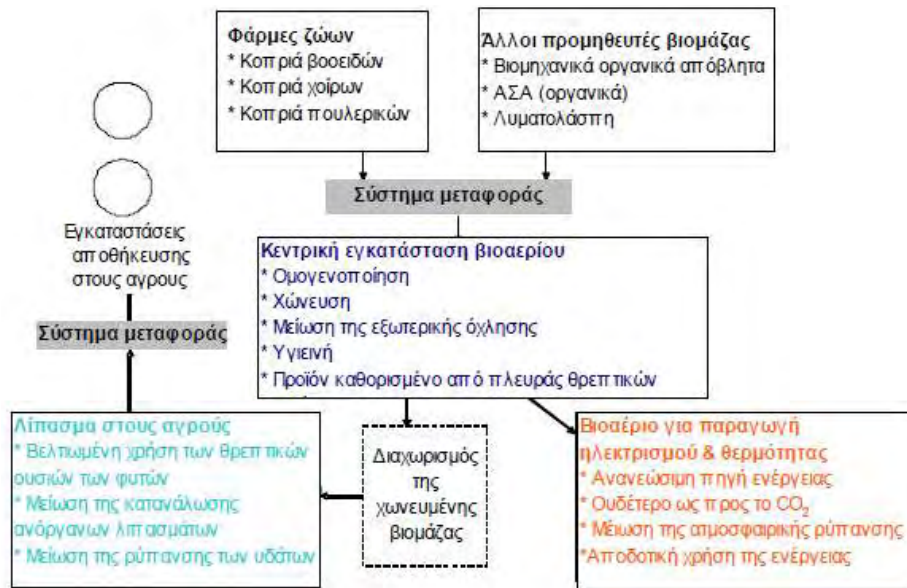 Φάρμες ζώων
* Κοπριά βοοειδών
* Κοπριά χοίρων
* Κοπριά πουλερικών
Άλλοι προμηθευτές βιομάζας
* Βιομηχανικά οργανικά απόβλητα
* ΑΣΑ (οργανικά)
* Λυματολάσπη
Σύστημα μεταφοράς
Εγκαταστάσεις
αποθήκευσης
στους αγρους
Σύστημα μεταφοράς
Κεντρική εγκατάσταση βιοαερίου
* Ομογενοποίηση
* Χώνευση
* Μείωση της εξωτερικής όχλησης
* Υγιεινή
* Προϊόν καθορισμένο από πλευράς θρεπτικών
Λίπασμα στους αγρούς
* Βελτιωμένη χρήση των θρεπτικών
ουσιών των φυτών
* Μείωση της κατανάλωσης
ανόργανων λιπασμάτων
* Μείωση της ρύπανσης των υδάτων
Διαχωρισμός
της
χωνευμένης
βιομάζας
Βιοαέριο για παραγωγή
ηλεκτρισμού & θερμότητας
* Ανανεώσιμη πηγή ενέργειας
* Ουδέτερο ως προς το CO₂
* Μέιωση της ατμοσφαιρικής ρύπανσης
*Αποδοτική χρήση της ενέργειας